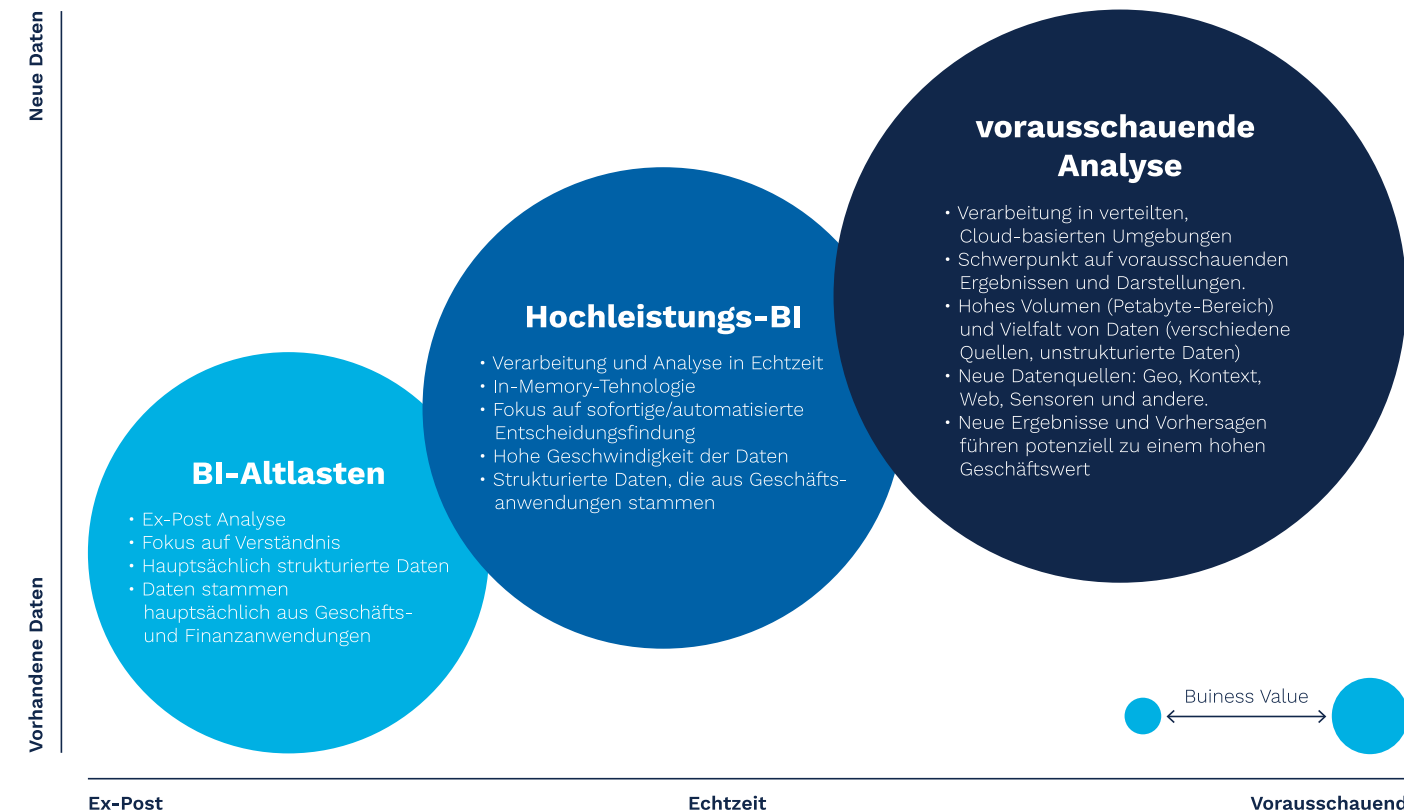 Neue Daten
Vorhandene Daten
BI-Altlasten
• Ex-Post Analyse
• Fokus auf Verständnis
• Hauptsächlich strukturierte Daten
• Daten stammen
hauptsächlich aus Geschäfts-
und Finanzanwendungen
Hochleistungs-BI
• Verarbeitung und Analyse in Echtzeit
• In-Memory-Tehnologie
• Fokus auf sofortige/automatisierte
Entscheidungsfindung
• Hohe Geschwindigkeit der Daten
• Strukturierte Daten, die aus Geschäfts-
anwendungen stammen
vorausschauende
Analyse
• Verarbeitung in verteilten,
Cloud-basierten Umgebungen
• Schwerpunkt auf vorausschauenden
Ergebnissen und Darstellungen.
• Hohes Volumen (Petabyte-Bereich)
und Vielfalt von Daten (verschiedene
Quellen, unstrukturierte Daten)
• Neue Datenquellen: Geo, Kontext,
Web, Sensoren und andere.
• Neue Ergebnisse und Vorhersagen
führen potenziell zu einem hohen
Geschäftswert
Buiness Value
Ex-Post
Echtzeit
Vorausschauend